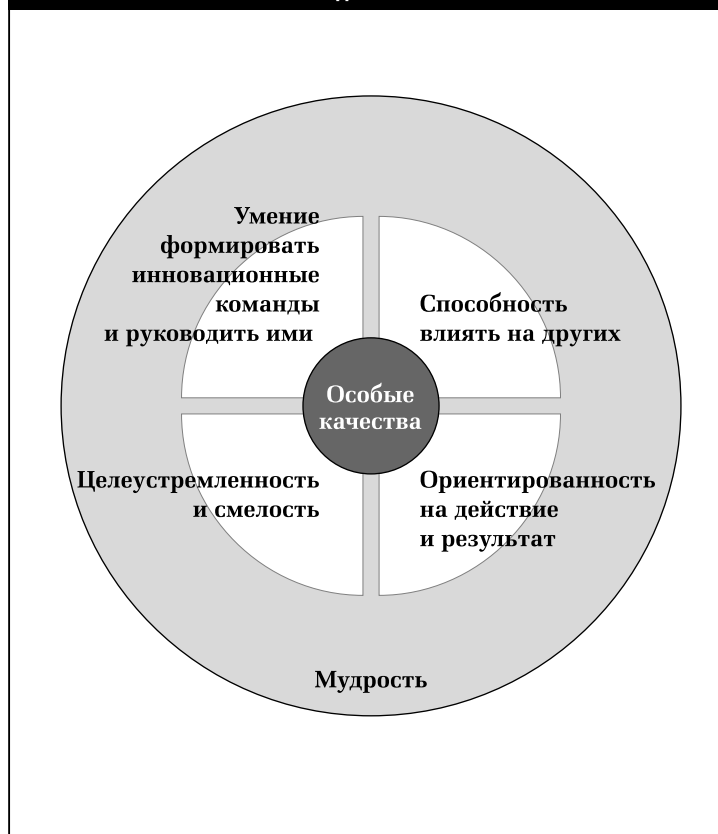 Умение
формировать
инновационные
команды
и руководить ими
Способность
влиять на других
Особые
качества
Целеустремленность
и смелость
Ориентированность
на действие
и результат
Мудрость